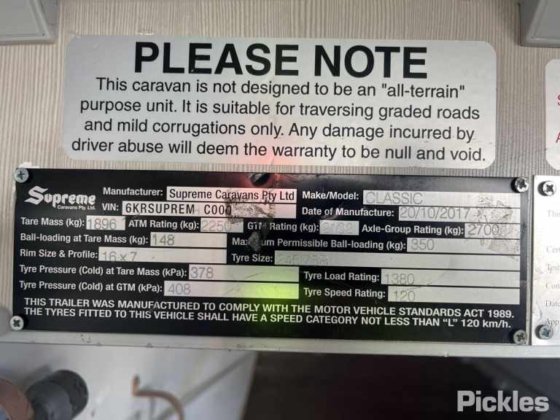 PLEASE NOTE
This caravan is not designed to be an "all-terrain"
purpose unit. It is suitable for traversing graded roads
and mild corrugations only. Any damage incurred by
driver abuse will deem the warranty to be null and void.
Supreme
Caravans Pty. Ltd.
Manufacturer: Supreme Caravans Pty Ltd Make/Model: CLASSIC
VIN: 6KRSUPREM C00 Date of Manufacture: 20/10/2017
Tare Mass (kg): 1896 ATM Rating (kg): 2250 GTM Rating (kg): Axle-Group Rating (kg): 2700
Ball-loading at Tare Mass (kg): 148 Maximum Permissible Ball-loading (kg): 350
Rim Size & Profile: 16 x 7 Tyre Size:
Tyre Pressure (Cold) at Tare Mass (kPa): 378 Tyre Load Rating: 1380
Tyre Pressure (Cold) at GTM (kPa): 408 Tyre Speed Rating: 120
THIS TRAILER WAS MANUFACTURED TO COMPLY WITH THE MOTOR VEHICLE STANDARDS ACT 1989.
THE TYRES FITTED TO THIS VEHICLE SHALL HAVE A SPEED CATEGORY NOT LESS THAN "L" 120 km/h.
Pickles